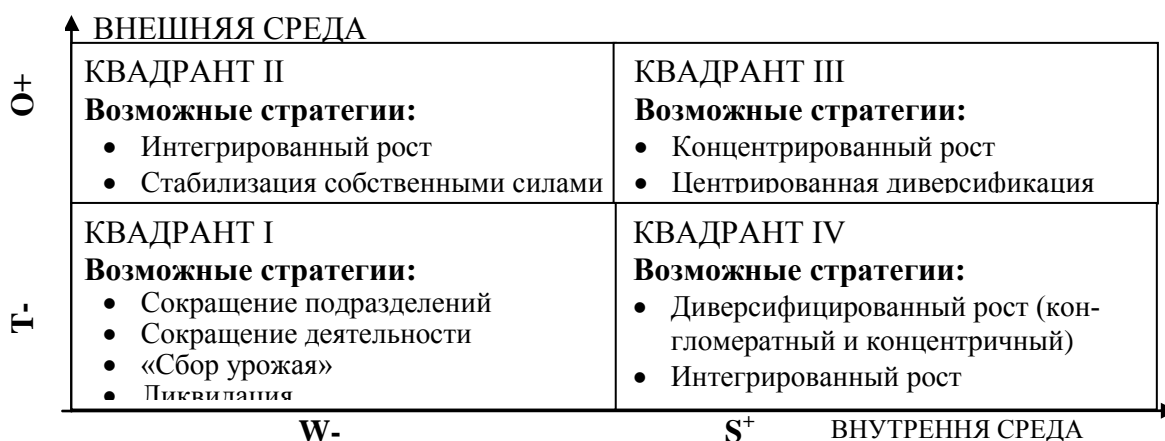 ВНЕШНЯЯ СРЕДА
O+
КВАДРАНТ II
Возможные стратегии:
• Интегрированный рост
• Стабилизация собственными силами
КВАДРАНТ III
Возможные стратегии:
• Концентрированный рост
• Центрированная диверсификация
T-
КВАДРАНТ I
Возможные стратегии:
• Сокращение подразделений
• Сокращение деятельности
• «Сбор урожая»
• Ликвидация
КВАДРАНТ IV
Возможные стратегии:
• Диверсифицированный рост (кон-
гломератный и концентричный)
• Интегрированный рост
W-
S⁺
ВНУТРЕННЯ СРЕДА